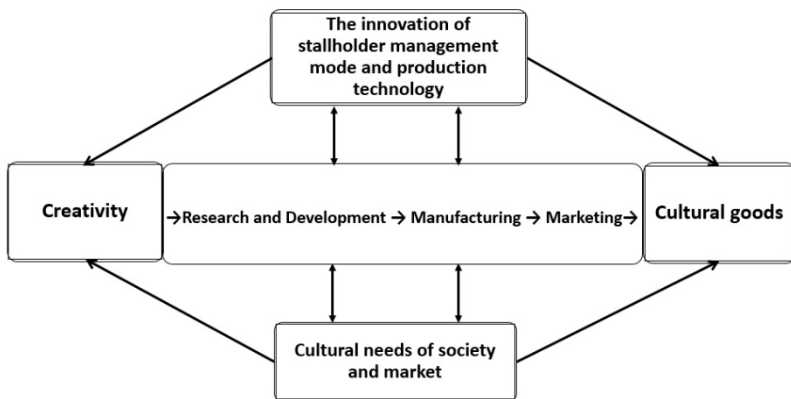 The innovation of
stallholder management
mode and production
technology
Creativity
→Research and Development → Manufacturing → Marketing→
Cultural goods
Cultural needs of society
and market